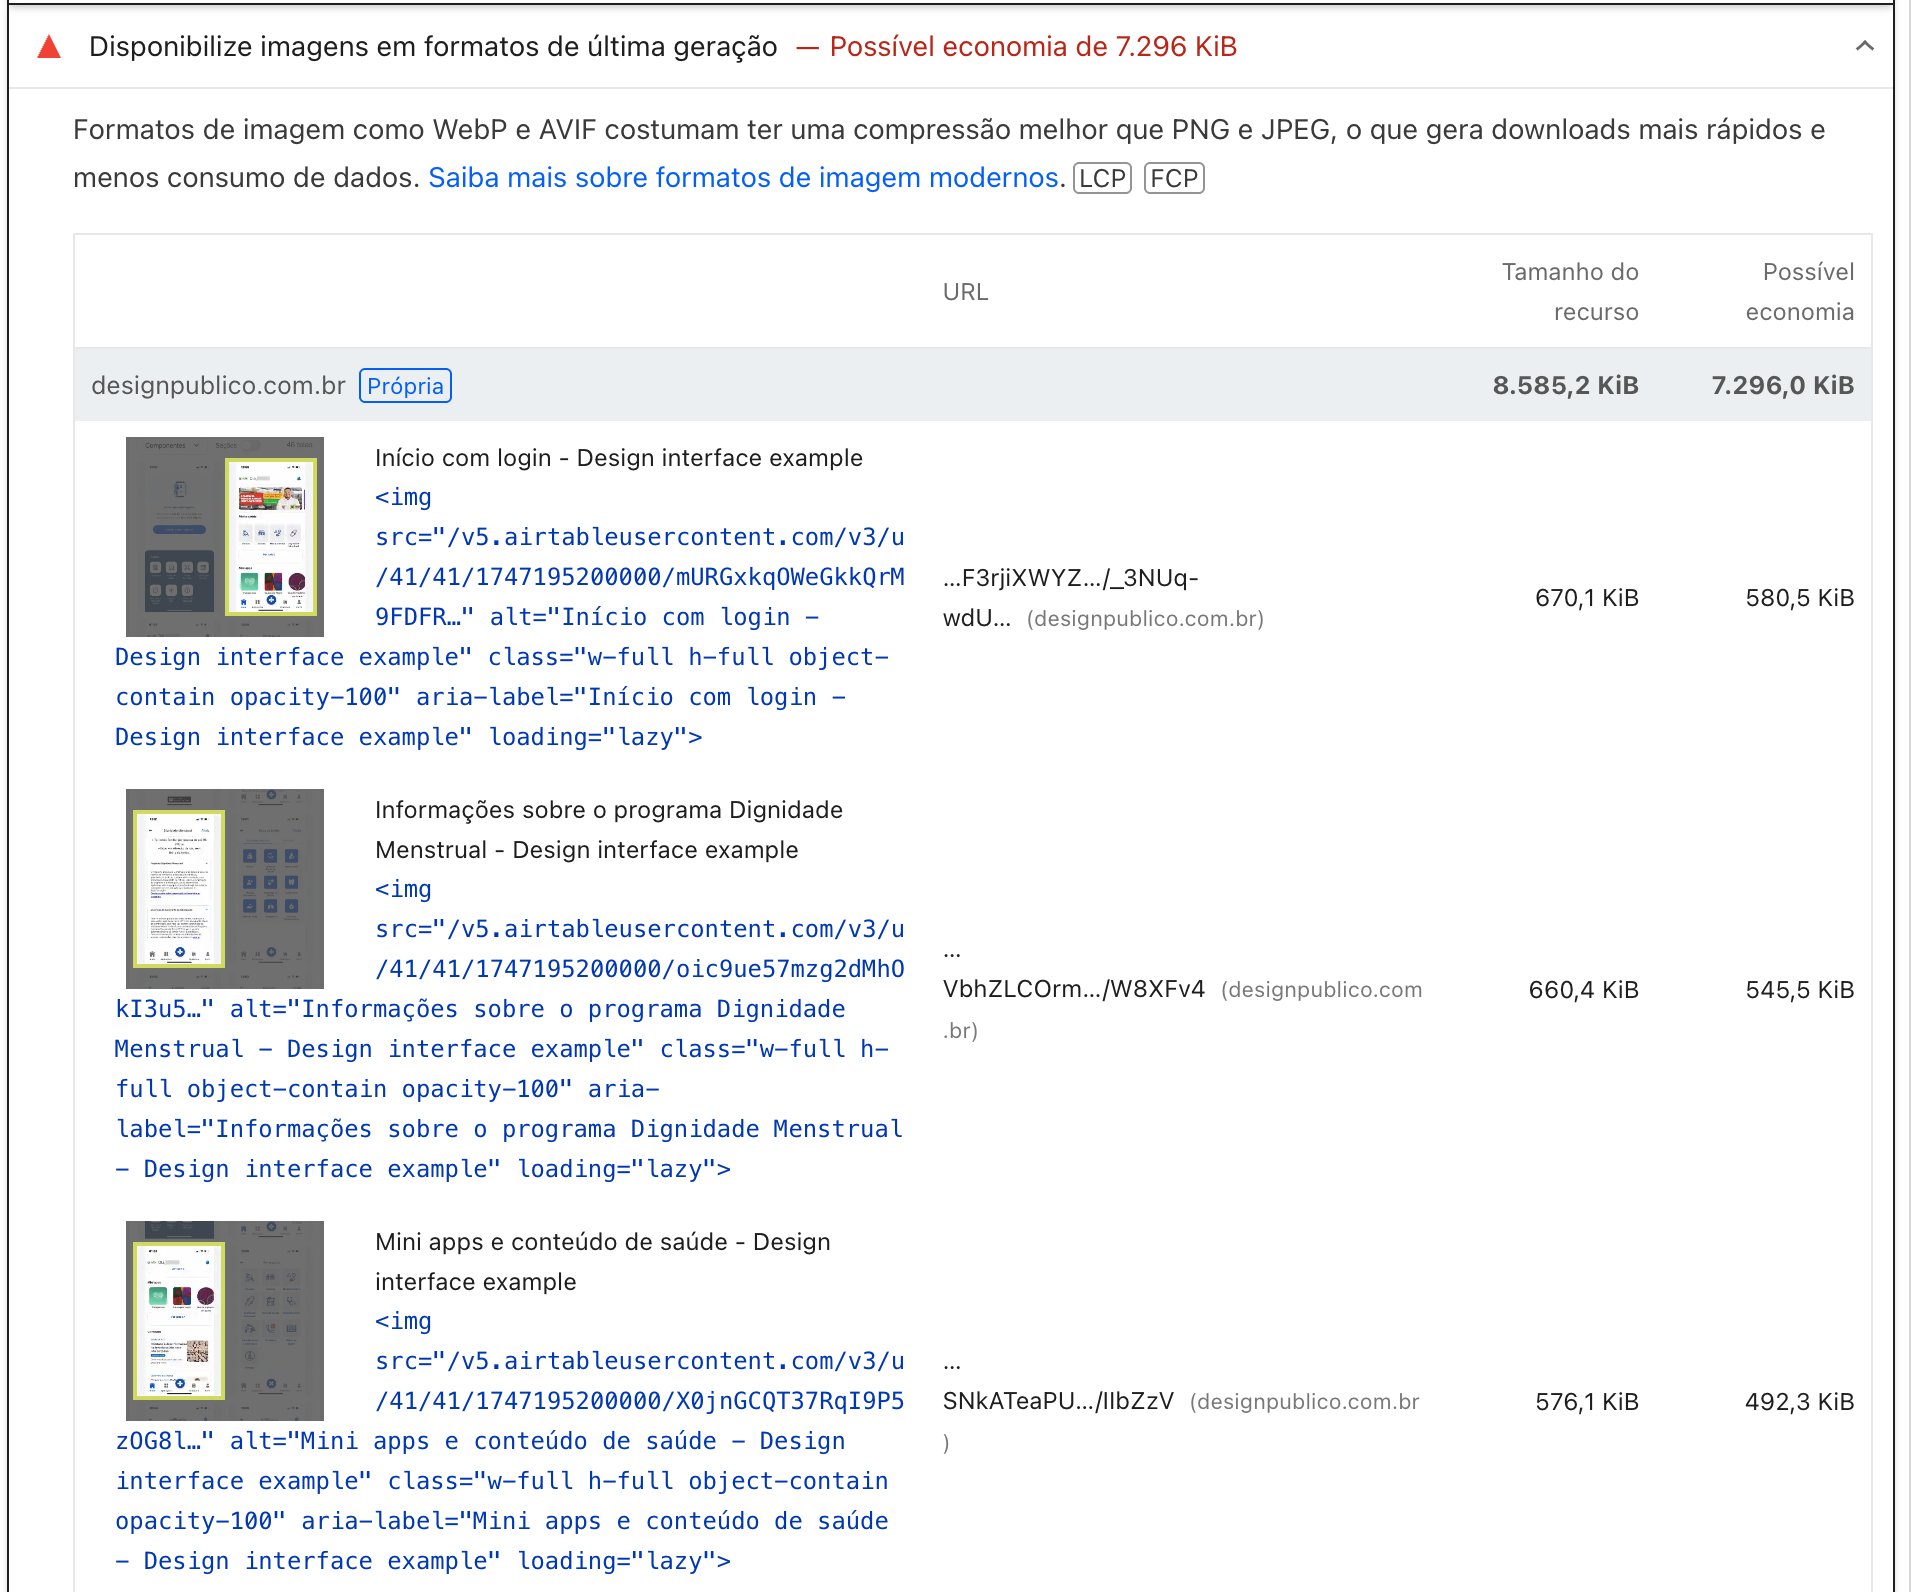 Disponibilize imagens em formatos de última geração — Possível economia de 7.296 KiB
Formatos de imagem como WebP e AVIF costumam ter uma compressão melhor que PNG e JPEG, o que gera downloads mais rápidos e
menos consumo de dados. Saiba mais sobre formatos de imagem modernos. LCP FCP
URL
Tamanho do
recurso
Possível
economia
designpublico.com.br Própria 8.585,2 KiB 7.296,0 KiB
Início com login - Design interface example
<img
src="/v5.airtableusercontent.com/v3/u
/41/41/1747195200000/mURGxkqOWeGkkQrM
9FDFR…" alt="Início com login –
Design interface example" class="w-full h-full object-
contain opacity-100" aria-label="Início com login –
Design interface example" loading="lazy">
…F3rjiXWYZ…/_3NUq-
wdU… (designpublico.com.br)
670,1 KiB 580,5 KiB
Informações sobre o programa Dignidade
Menstrual - Design interface example
<img
src="/v5.airtableusercontent.com/v3/u
/41/41/1747195200000/oic9ue57mzg2dMhO
kI3u5…" alt="Informações sobre o programa Dignidade
Menstrual – Design interface example" class="w-full h-
full object-contain opacity-100" aria-
label="Informações sobre o programa Dignidade Menstrual
– Design interface example" loading="lazy">
…
VbhZLCOrm…/W8XFv4 (designpublico.com
.br)
660,4 KiB 545,5 KiB
Mini apps e conteúdo de saúde - Design
interface example
<img
src="/v5.airtableusercontent.com/v3/u
/41/41/1747195200000/X0jnGCQT37RqI9P5
zOG8l…" alt="Mini apps e conteúdo de saúde – Design
interface example" class="w-full h-full object-contain
opacity-100" aria-label="Mini apps e conteúdo de saúde
– Design interface example" loading="lazy">
…
SNkATeaPU…/IlbZzV (designpublico.com.br
)
576,1 KiB 492,3 KiB